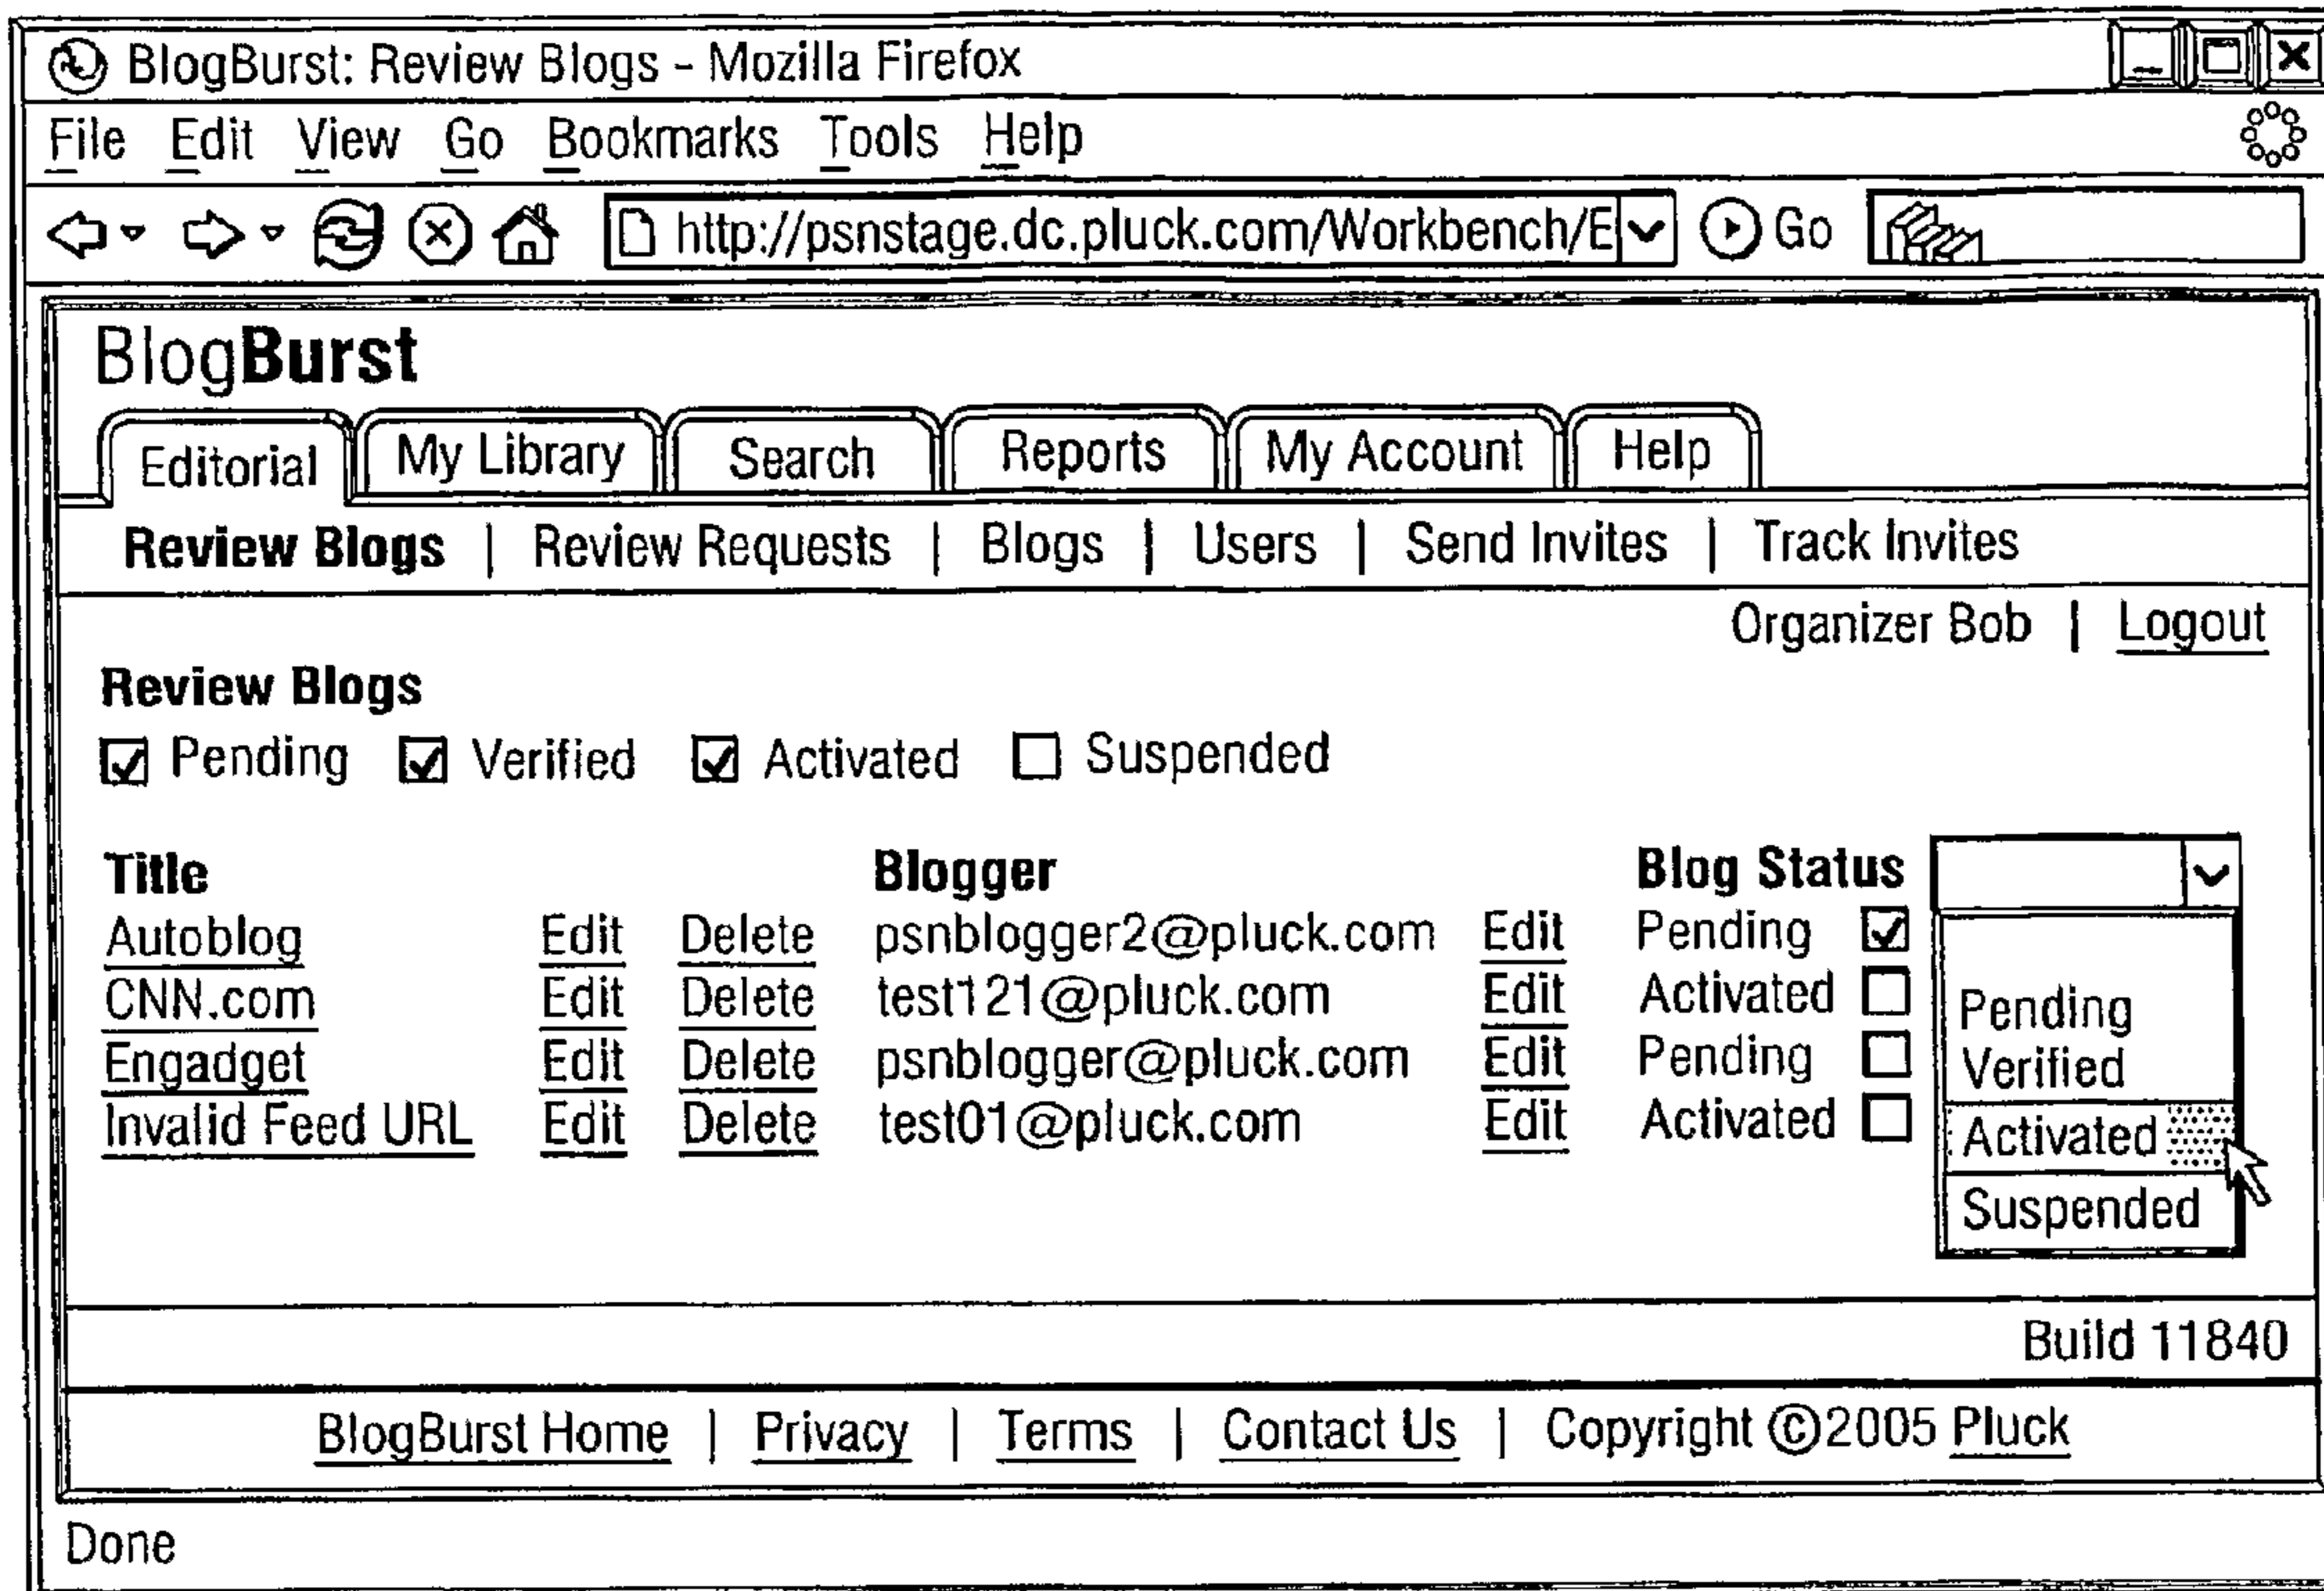 BlogBurst: Review Blogs - Mozilla Firefox
File Edit View Go Bookmarks Tools Help
http://psnstage.dc.pluck.com/Workbench/E Go
BlogBurst
Editorial My Library Search Reports My Account Help
Review Blogs | Review Requests | Blogs | Users | Send Invites | Track Invites
Organizer Bob | Logout
Review Blogs
Pending Verified Activated Suspended
Title Blogger Blog Status
Autoblog Edit Delete psnblogger2@pluck.com Edit Pending
CNN.com Edit Delete test121@pluck.com Edit Activated
Engadget Edit Delete psnblogger@pluck.com Edit Pending
Invalid Feed URL Edit Delete test01@pluck.com Edit Activated
Pending
Verified
Activated
Suspended
Build 11840
BlogBurst Home | Privacy | Terms | Contact Us | Copyright ©2005 Pluck
Done